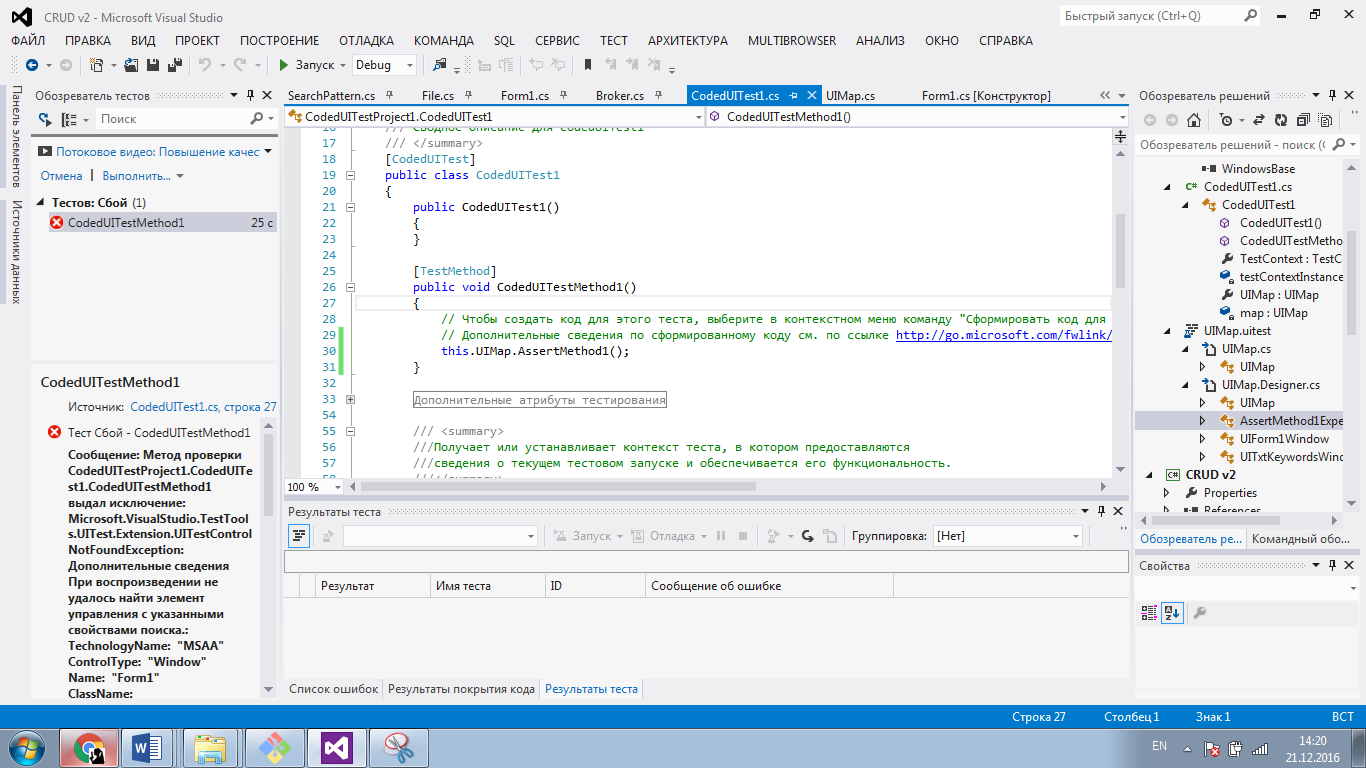 CRUD v2 - Microsoft Visual Studio
Быстрый запуск (Ctrl+Q)
ФАЙЛ ПРАВКА ВИД ПРОЕКТ ПОСТРОЕНИЕ ОТЛАДКА КОМАНДА SQL СЕРВИС ТЕСТ АРХИТЕКТУРА MULTIBROWSER АНАЛИЗ ОКНО СПРАВКА
Запуск Debug
Панель элементов
Источники данных
Обозреватель тестов
Поиск
Потоковое видео: Повышение качес
Отмена | Выполнить...
Тестов: Сбой (1)
CodedUITestMethod1 25 с
CodedUITestMethod1
Источник: CodedUITest1.cs, строка 27
Тест Сбой - CodedUITestMethod1
Сообщение: Метод проверки
CodedUITestProject1.CodedUITe
st1.CodedUITestMethod1
выдал исключение:
Microsoft.VisualStudio.TestTool
s.UITest.Extension.UITestControl
NotFoundException:
Дополнительные сведения
При воспроизведении не
удалось найти элемент
управления с указанными
свойствами поиска.:
TechnologyName: "MSAA"
ControlType: "Window"
Name: "Form1"
ClassName:
SearchPattern.cs File.cs Form1.cs Broker.cs CodedUITest1.cs UIMap.cs Form1.cs [Конструктор]
CodedUITestProject1.CodedUITest1 CodedUITestMethod1()
16 /// Сводное описание для CodedUITest1
17 /// </summary>
18 [CodedUITest]
19 public class CodedUITest1
20 {
21 public CodedUITest1()
22 {
23 }
24
25 [TestMethod]
26 public void CodedUITestMethod1()
27 {
28 // Чтобы создать код для этого теста, выберите в контекстном меню команду "Сформировать код для
29 // Дополнительные сведения по сформированному коду см. по ссылке http://go.microsoft.com/fwlink/
30 this.UIMap.AssertMethod1();
31 }
32
33 Дополнительные атрибуты тестирования
54
55 /// <summary>
56 ///Получает или устанавливает контекст теста, в котором предоставляются
57 ///сведения о текущем тестовом запуске и обеспечивается его функциональность.
58 ///</summary>
100 %
Результаты теста
Запуск Отладка Группировка: [Нет]
Результат Имя теста ID Сообщение об ошибке
Список ошибок Результаты покрытия кода Результаты теста
Обозреватель решений
Обозреватель решений - поиск (C
WindowsBase
C# CodedUITest1.cs
CodedUITest1
CodedUITest1()
CodedUITestMetho
TestContext : TestC
testContextInstance
UIMap : UIMap
map : UIMap
UIMap.uitest
UIMap.cs
UIMap
UIMap.Designer.cs
UIMap
AssertMethod1Expe
UIForm1Window
UITxtKeywordsWind
C# CRUD v2
Properties
References
Обозреватель ре... Командный обо...
Свойства
Строка 27 Столбец 1 Знак 1 ВСТ
EN
14:20
21.12.2016